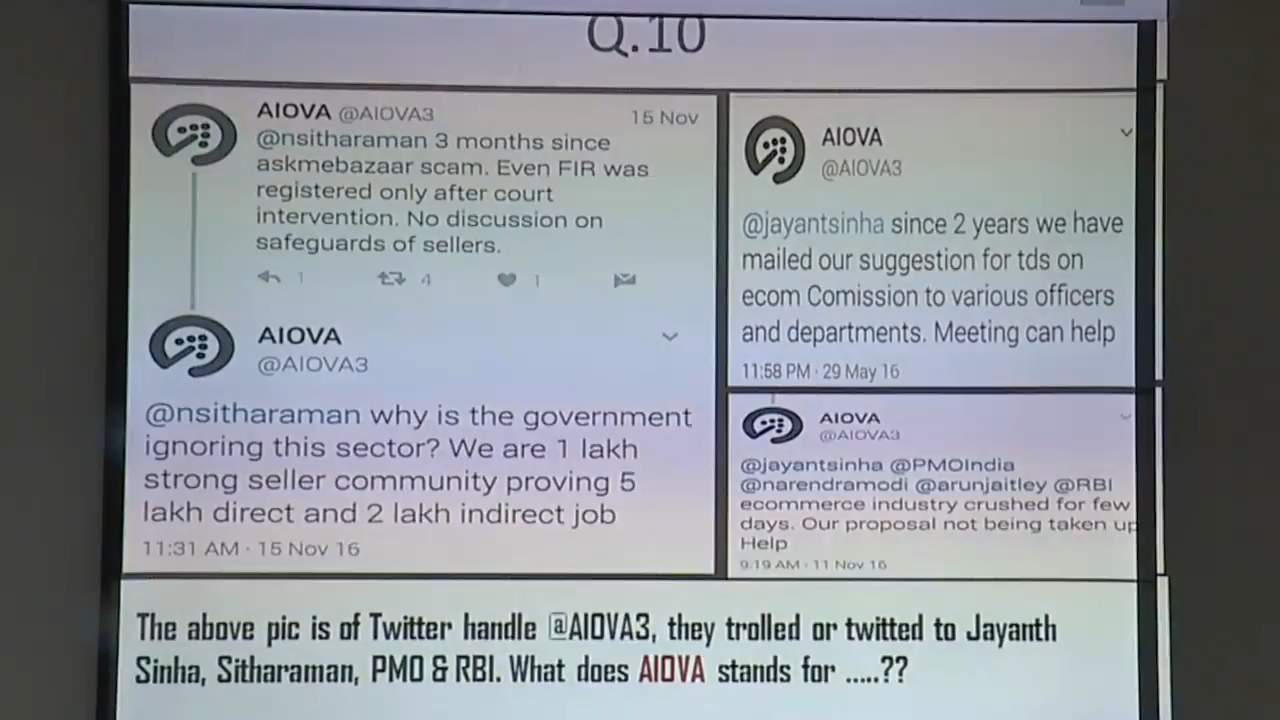 Q.10
AIOVA @AIOVA3 15 Nov
@nsitharaman 3 months since
askmebazaar scam. Even FIR was
registered only after court
intervention. No discussion on
safeguards of sellers.
1 4 1
AIOVA
@AIOVA3
@nsitharaman why is the government
ignoring this sector? We are 1 lakh
strong seller community proving 5
lakh direct and 2 lakh indirect job
11:31 AM · 15 Nov 16
AIOVA
@AIOVA3
@jayantsinha since 2 years we have
mailed our suggestion for tds on
ecom Comission to various officers
and departments. Meeting can help
11:58 PM · 29 May 16
AIOVA
@AIOVA3
@jayantsinha @PMOIndia
@narendramodi @arunjaitley @RBI
ecommerce industry crushed for few
days. Our proposal not being taken up
Help
9:19 AM · 11 Nov 16
The above pic is of Twitter handle @AIOVA3, they trolled or twitted to Jayanth
Sinha, Sitharaman, PMO & RBI. What does AIOVA stands for .....??